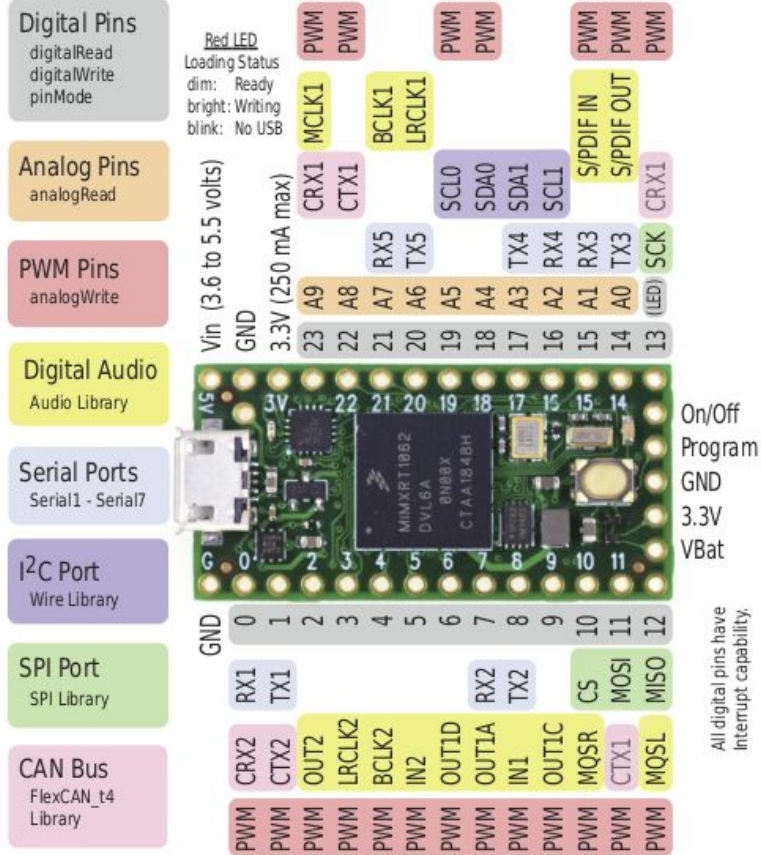 Digital Pins
digitalRead
digitalWrite
pinMode
Analog Pins
analogRead
PWM Pins
analogWrite
Digital Audio
Audio Library
Serial Ports
Serial1 - Serial7
I²C Port
Wire Library
SPI Port
SPI Library
CAN Bus
FlexCAN_t4
Library
Red LED
Loading Status
dim: Ready
bright: Writing
blink: No USB
PWM PWM PWM PWM PWM PWM PWM
MCLK1 BCLK1 LRCLK1 S/PDIF IN S/PDIF OUT
CRX1 CTX1 SCL0 SDA0 SDA1 SCL1 CRX1
RX5 TX5 TX4 RX4 RX3 TX3 SCK
A9 A8 A7 A6 A5 A4 A3 A2 A1 A0 (LED)
Vin (3.6 to 5.5 volts)
GND
3.3V (250 mA max)
23 22 21 20 19 18 17 16 15 14 13
5V 3V 22 21 20 19 18 17 16 15 14
MIMXRT1062
DVL6A
0N00X
CTAA1848H
G 0 1 2 3 4 5 6 7 8 9 10 11
On/Off
Program
GND
3.3V
VBat
GND
0 1 2 3 4 5 6 7 8 9 10 11 12
RX1 TX1 RX2 TX2 CS MOSI MISO
CRX2 CTX2 OUT2 LRCLK2 BCLK2 IN2 OUT1D OUT1A IN1 OUT1C MQSR CTX1 MQSL
PWM PWM PWM PWM PWM PWM PWM PWM PWM PWM PWM PWM PWM
All digital pins have
Interrupt capability.